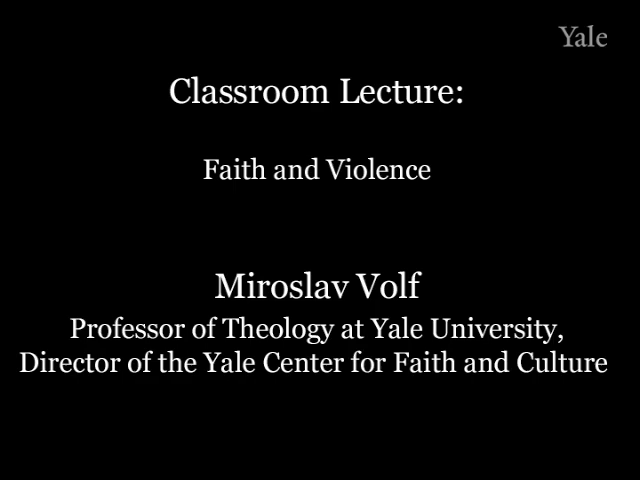 Yale
Classroom Lecture:
Faith and Violence
Miroslav Volf
Professor of Theology at Yale University,
Director of the Yale Center for Faith and Culture